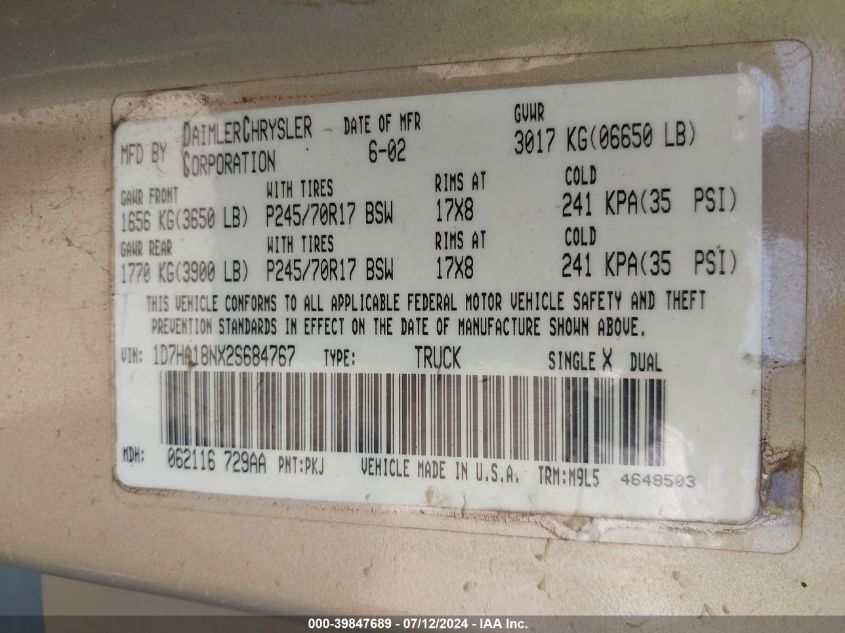 MFD BY DAIMLERCHRYSLER CORPORATION DATE OF MFR 6-02 GVWR 3017 KG(06650 LB)
GAWR FRONT WITH TIRES RIMS AT COLD
1656 KG(3650 LB) P245/70R17 BSW 17X8 241 KPA(35 PSI)
GAWR REAR WITH TIRES RIMS AT COLD
1770 KG(3900 LB) P245/70R17 BSW 17X8 241 KPA(35 PSI)
THIS VEHICLE CONFORMS TO ALL APPLICABLE FEDERAL MOTOR VEHICLE SAFETY AND THEFT
PREVENTION STANDARDS IN EFFECT ON THE DATE OF MANUFACTURE SHOWN ABOVE.
VIN: 1D7HA18NX2S684767 TYPE: TRUCK SINGLE X DUAL
MDH: 062116 729AA PNT:PKJ VEHICLE MADE IN U.S.A. TRM:M9L5 4648503
000-39847689 - 07/12/2024 - IAA Inc.